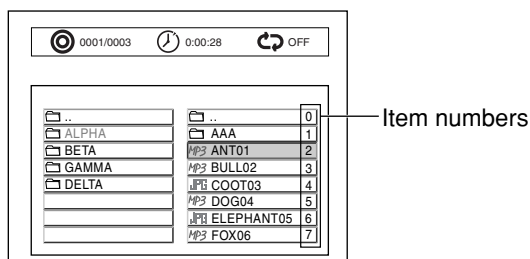 0001/0003 0:00:28 OFF
.. .. 0
ALPHA AAA 1
BETA MP3 ANT01 2
GAMMA MP3 BULL02 3
DELTA JPG COOT03 4
MP3 DOG04 5
JPG ELEPHANT05 6
MP3 FOX06 7
Item numbers